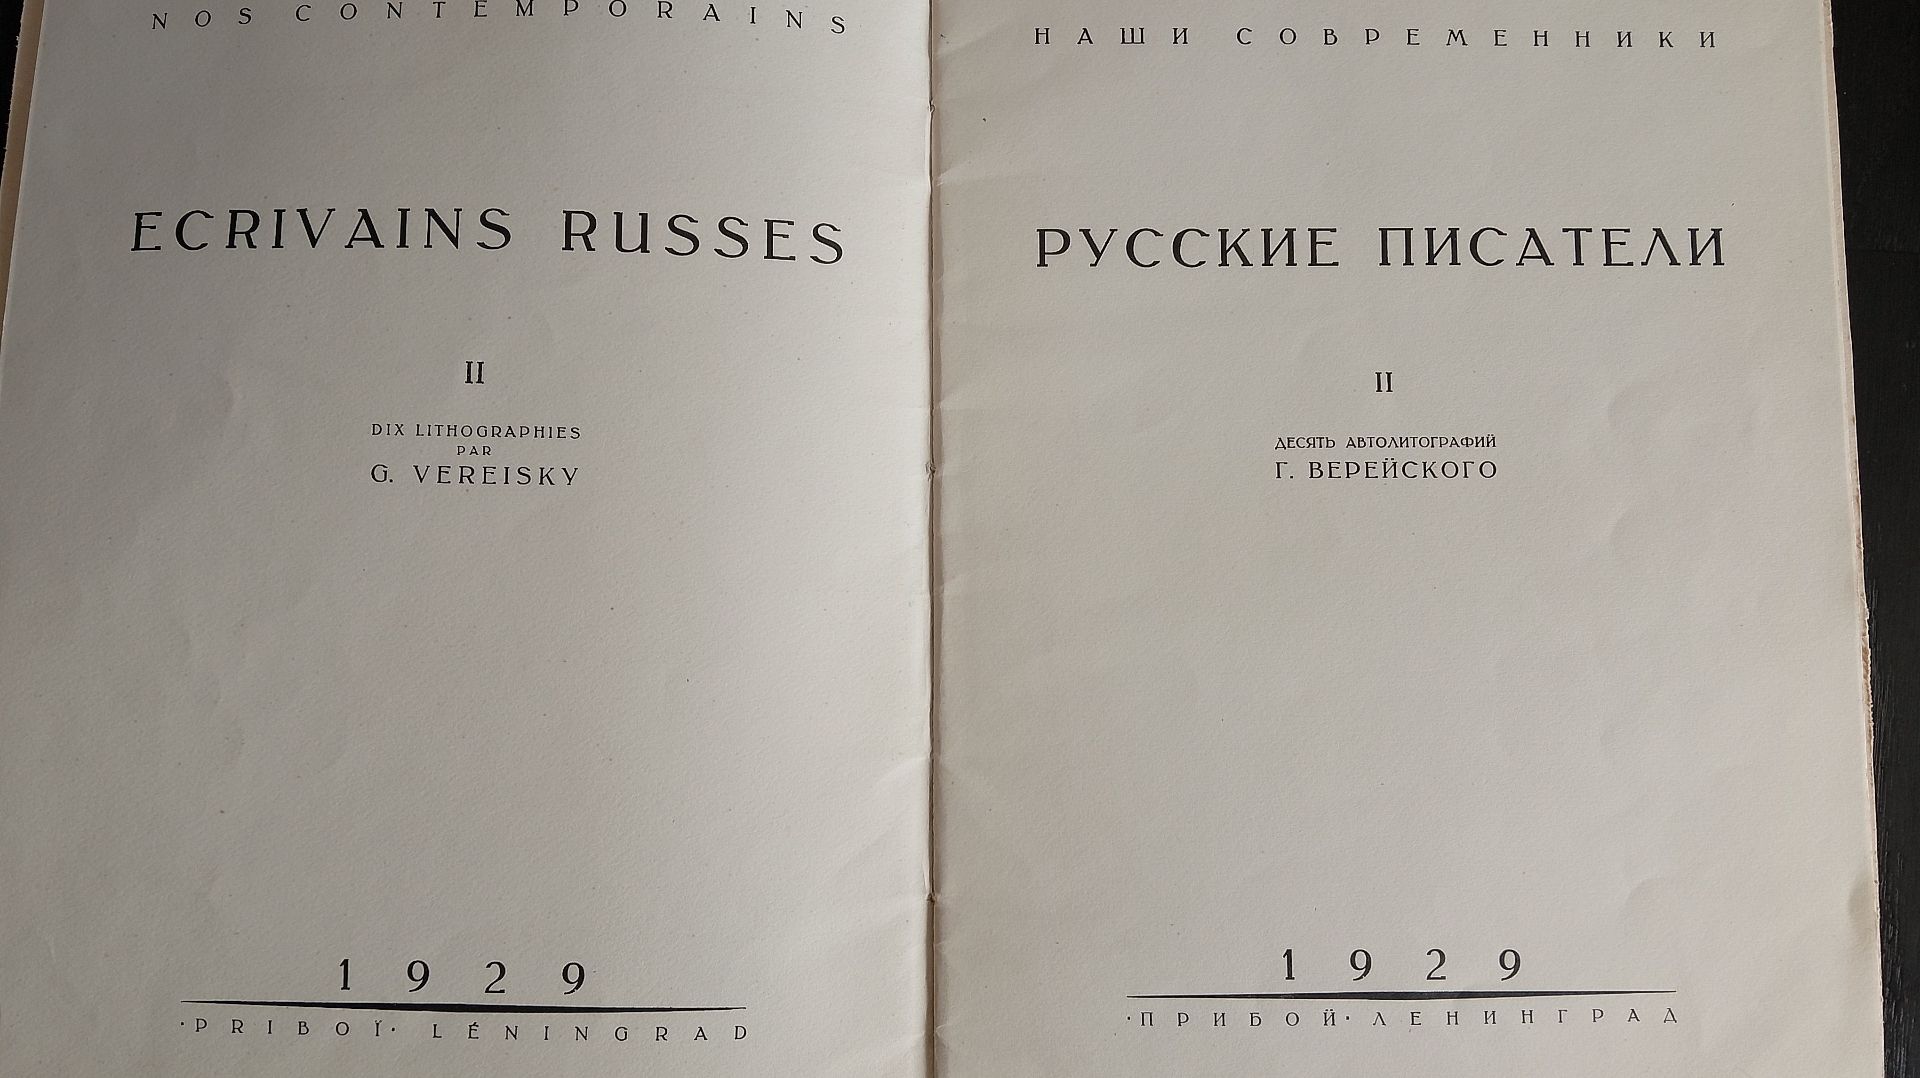 NOS CONTEMPORAINS
ECRIVAINS RUSSES
II
DIX LITHOGRAPHIES
PAR
G. VEREISKY
1929
·PRIBOÏ· LÉNINGRAD
НАШИ СОВРЕМЕННИКИ
РУССКИЕ ПИСАТЕЛИ
II
ДЕСЯТЬ АВТОЛИТОГРАФИЙ
Г. ВЕРЕЙСКОГО
1929
·ПРИБОЙ· ЛЕНИНГРАД